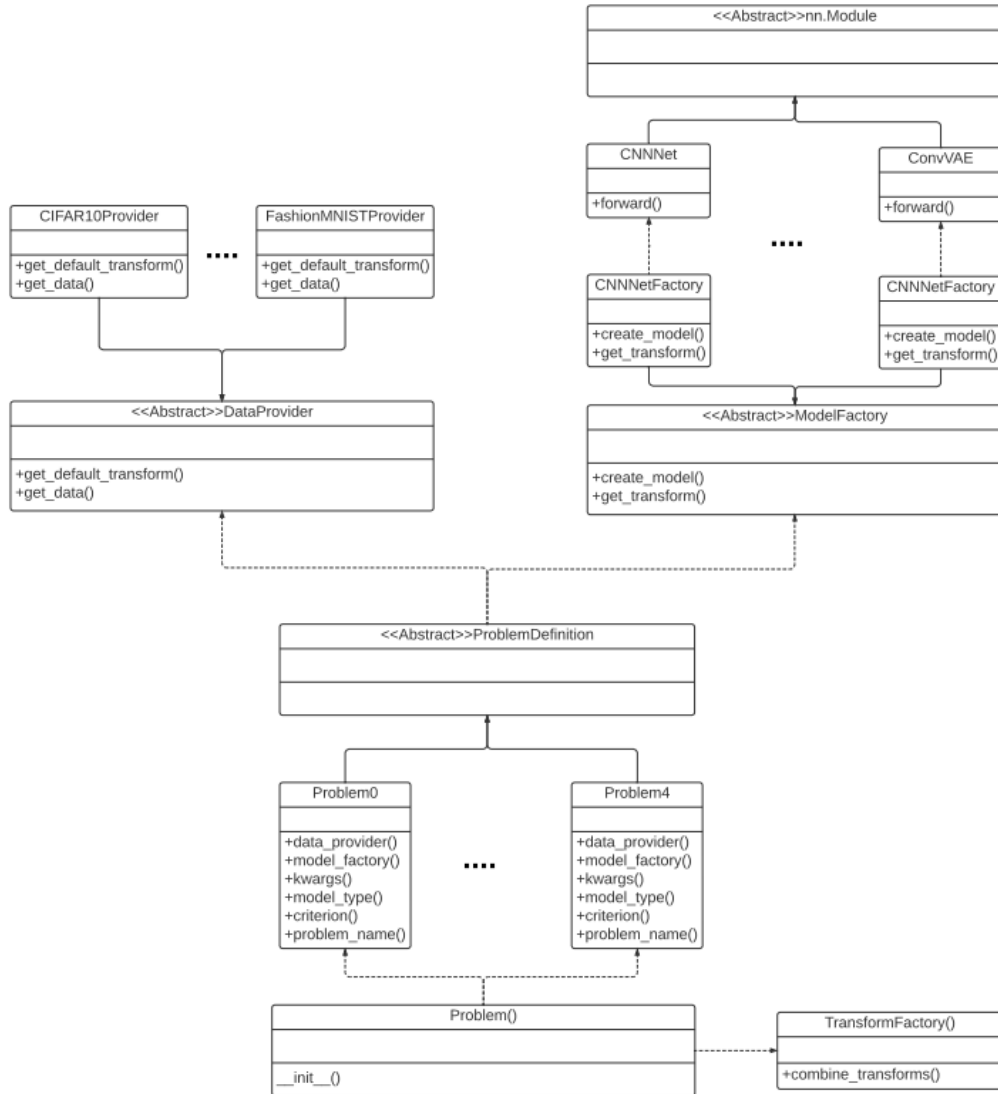 <<Abstract>>nn.Module
CNNNet
+forward()
ConvVAE
+forward()
CIFAR10Provider
+get_default_transform()
+get_data()
....
FashionMNISTProvider
+get_default_transform()
+get_data()
....
CNNNetFactory
+create_model()
+get_transform()
CNNNetFactory
+create_model()
+get_transform()
<<Abstract>>DataProvider
+get_default_transform()
+get_data()
<<Abstract>>ModelFactory
+create_model()
+get_transform()
<<Abstract>>ProblemDefinition
Problem0
+data_provider()
+model_factory()
+kwargs()
+model_type()
+criterion()
+problem_name()
....
Problem4
+data_provider()
+model_factory()
+kwargs()
+model_type()
+criterion()
+problem_name()
Problem()
__init__()
TransformFactory()
+combine_transforms()